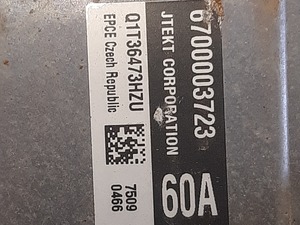 6700003723
JTEKT CORPORATION
60A
Q1T36473HZU
EPCE Czech Republic
7509
0466